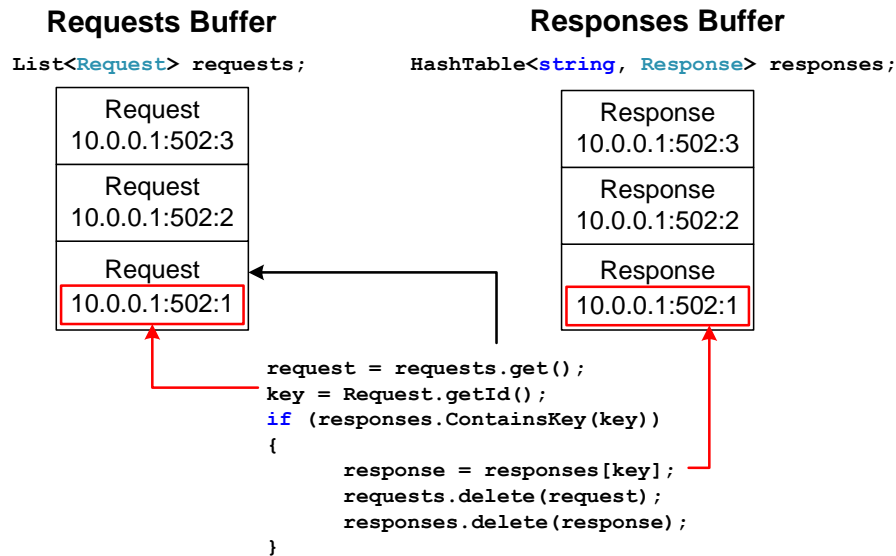 Requests Buffer
List<Request> requests;
Request
10.0.0.1:502:3
Request
10.0.0.1:502:2
Request
10.0.0.1:502:1
Responses Buffer
HashTable<string, Response> responses;
Response
10.0.0.1:502:3
Response
10.0.0.1:502:2
Response
10.0.0.1:502:1
request = requests.get();
key = Request.getId();
if (responses.ContainsKey(key))
{
response = responses[key];
requests.delete(request);
responses.delete(response);
}